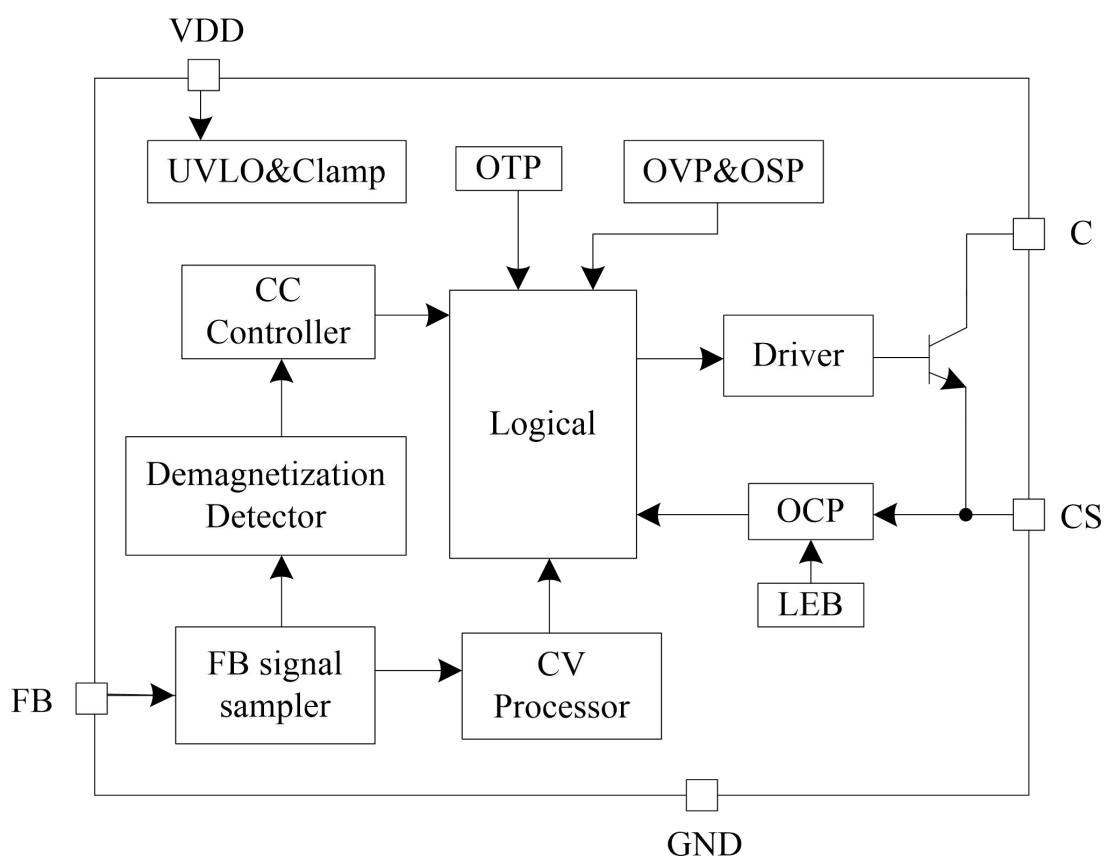 VDD
UVLO&Clamp
OTP
OVP&OSP
C
CC
Controller
Driver
Logical
Demagnetization
Detector
OCP
CS
LEB
FB signal
sampler
CV
Processor
FB
GND